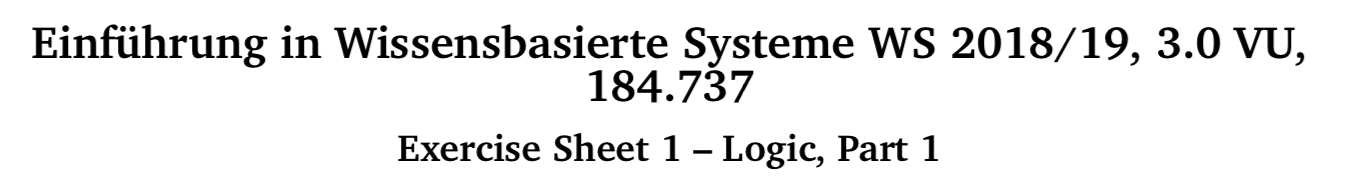 Einführung in Wissensbasierte Systeme WS 2018/19, 3.0 VU,
184.737
Exercise Sheet 1 – Logic, Part 1